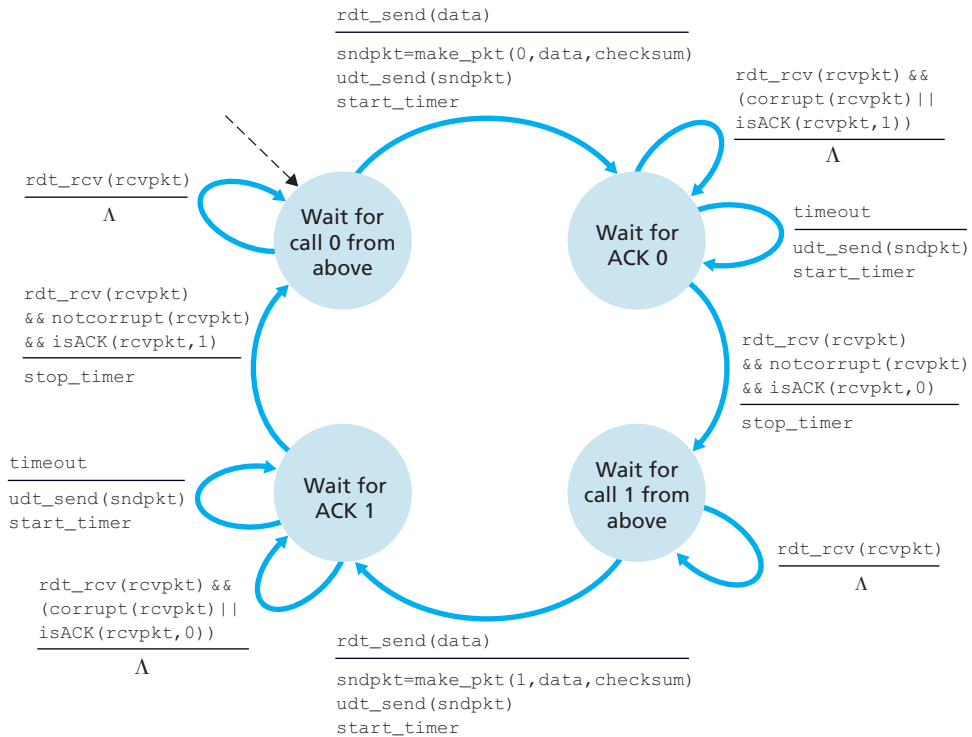 rdt_send(data)
sndpkt=make_pkt(0,data,checksum)
udt_send(sndpkt)
start_timer
rdt_rcv(rcvpkt) &&
(corrupt(rcvpkt)||
isACK(rcvpkt,1))
Λ
rdt_rcv(rcvpkt)
Λ
Wait for
call 0 from
above
Wait for
ACK 0
timeout
udt_send(sndpkt)
start_timer
rdt_rcv(rcvpkt)
&& notcorrupt(rcvpkt)
&& isACK(rcvpkt,1)
stop_timer
rdt_rcv(rcvpkt)
&& notcorrupt(rcvpkt)
&& isACK(rcvpkt,0)
stop_timer
timeout
udt_send(sndpkt)
start_timer
Wait for
ACK 1
Wait for
call 1 from
above
rdt_rcv(rcvpkt)
Λ
rdt_rcv(rcvpkt) &&
(corrupt(rcvpkt)||
isACK(rcvpkt,0))
Λ
rdt_send(data)
sndpkt=make_pkt(1,data,checksum)
udt_send(sndpkt)
start_timer